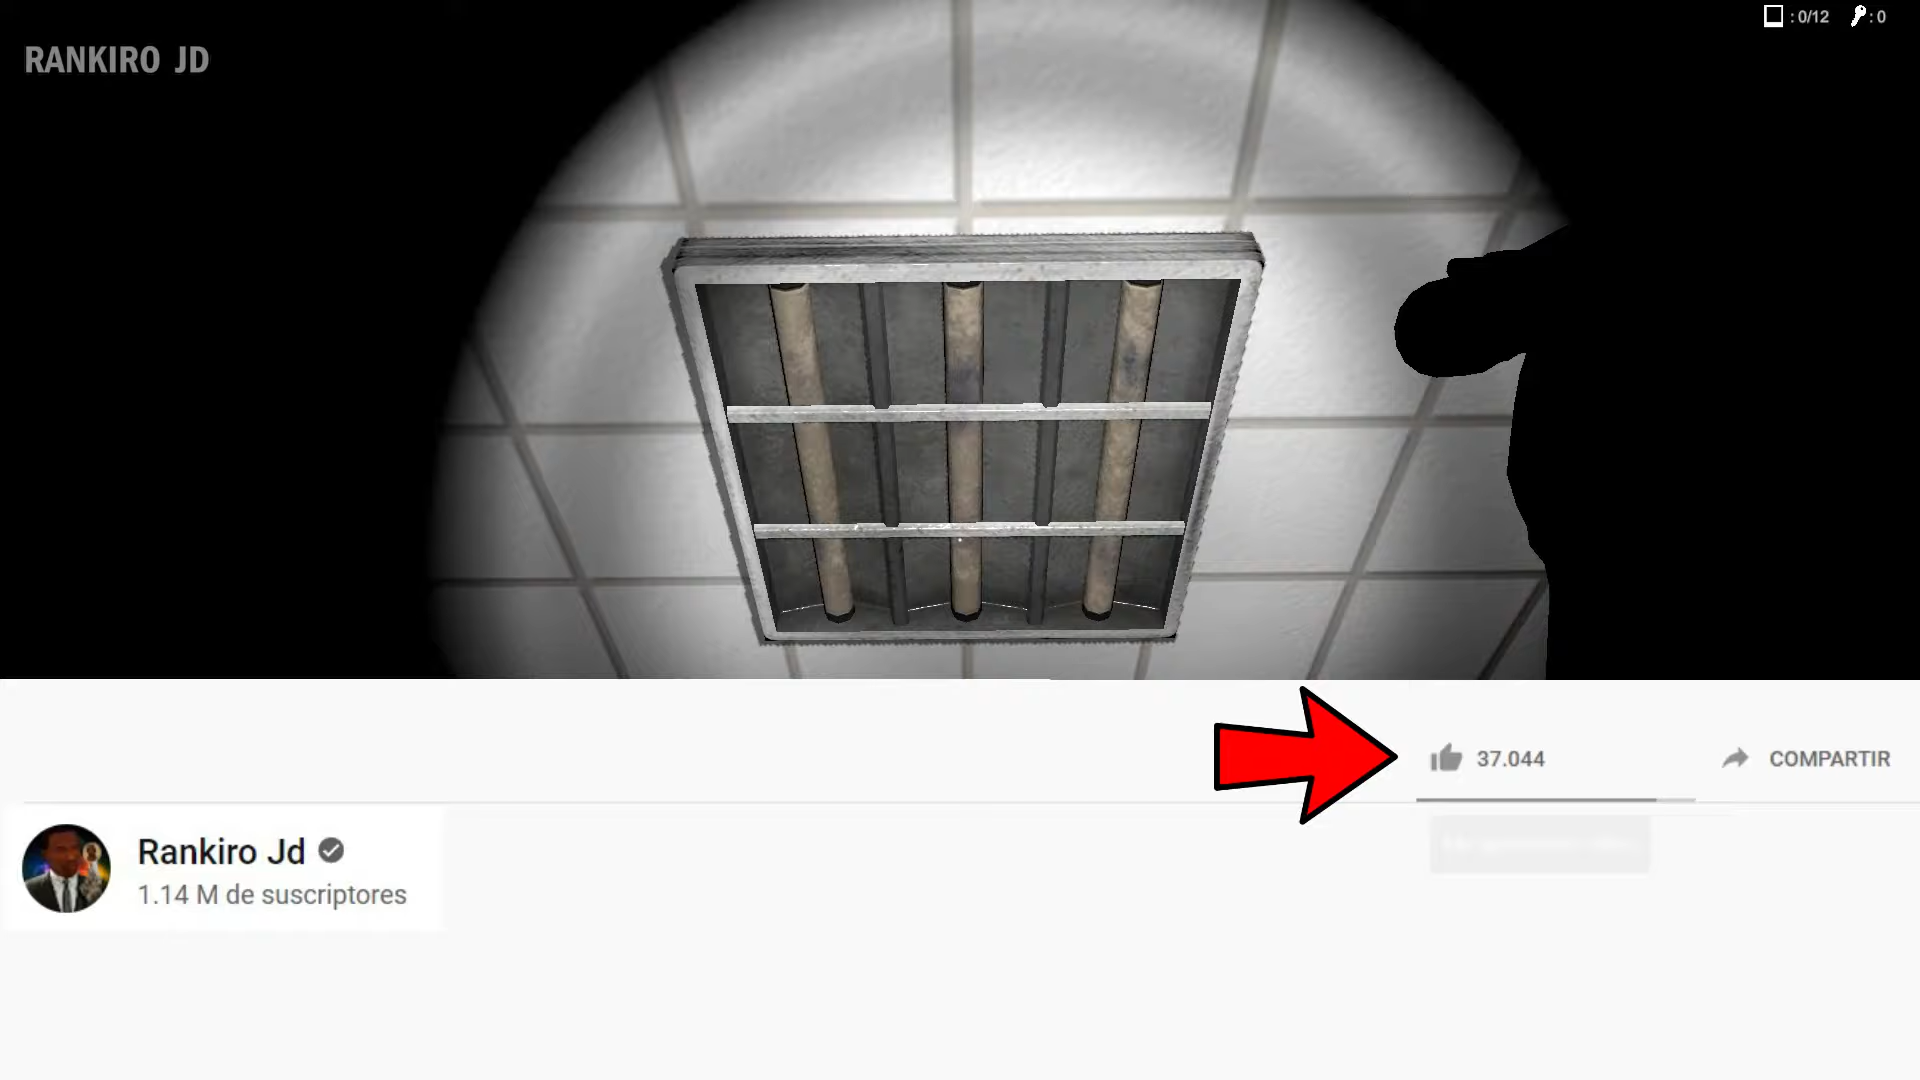 RANKIRO JD
: 0/12 : 0
37.044
COMPARTIR
Rankiro Jd
1.14 M de suscriptores